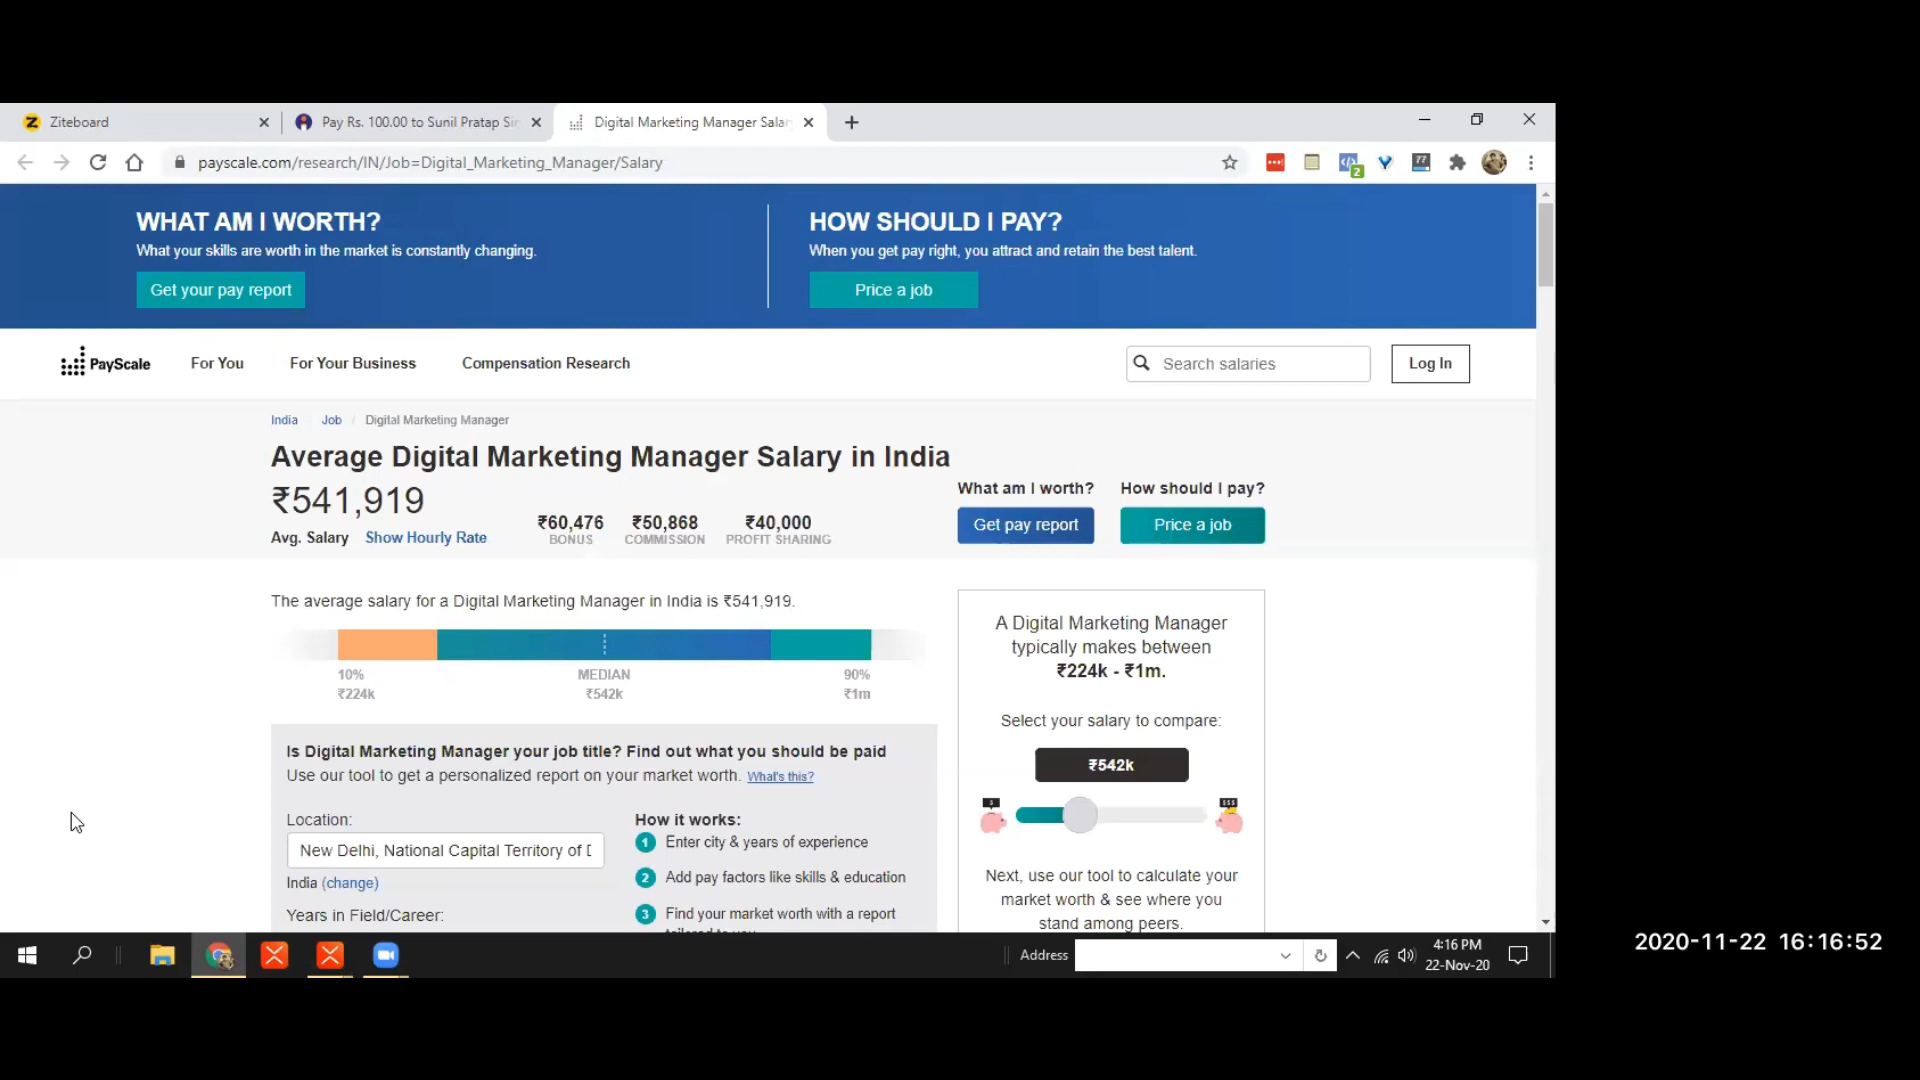 Ziteboard
Pay Rs. 100.00 to Sunil Pratap Sin
Digital Marketing Manager Salar
payscale.com/research/IN/Job=Digital_Marketing_Manager/Salary
2
WHAT AM I WORTH?
What your skills are worth in the market is constantly changing.
Get your pay report
HOW SHOULD I PAY?
When you get pay right, you attract and retain the best talent.
Price a job
PayScale
For You
For Your Business
Compensation Research
Search salaries
Log In
India
Job / Digital Marketing Manager
Average Digital Marketing Manager Salary in India
₹541,919
Avg. Salary
Show Hourly Rate
₹60,476
BONUS
₹50,868
COMMISSION
₹40,000
PROFIT SHARING
What am I worth?
Get pay report
How should I pay?
Price a job
The average salary for a Digital Marketing Manager in India is ₹541,919.
10%
₹224k
MEDIAN
₹542k
90%
₹1m
A Digital Marketing Manager
typically makes between
₹224k - ₹1m.
Select your salary to compare:
₹542k
$
$$$
Next, use our tool to calculate your
market worth & see where you
stand among peers.
Is Digital Marketing Manager your job title? Find out what you should be paid
Use our tool to get a personalized report on your market worth. What's this?
Location:
New Delhi, National Capital Territory of D
India (change)
Years in Field/Career:
How it works:
1 Enter city & years of experience
2 Add pay factors like skills & education
3 Find your market worth with a report
tailored to you
Address
4:16 PM
22-Nov-20
2020-11-22 16:16:52